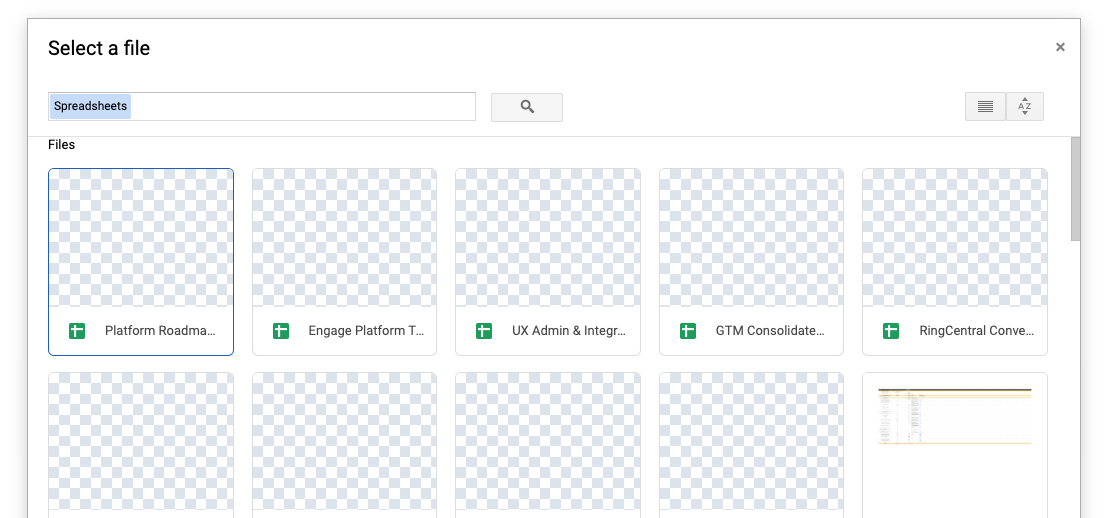 Select a file
×
Spreadsheets
AZ
Files
Platform Roadma...
Engage Platform T...
UX Admin & Integr...
GTM Consolidate...
RingCentral Conve...